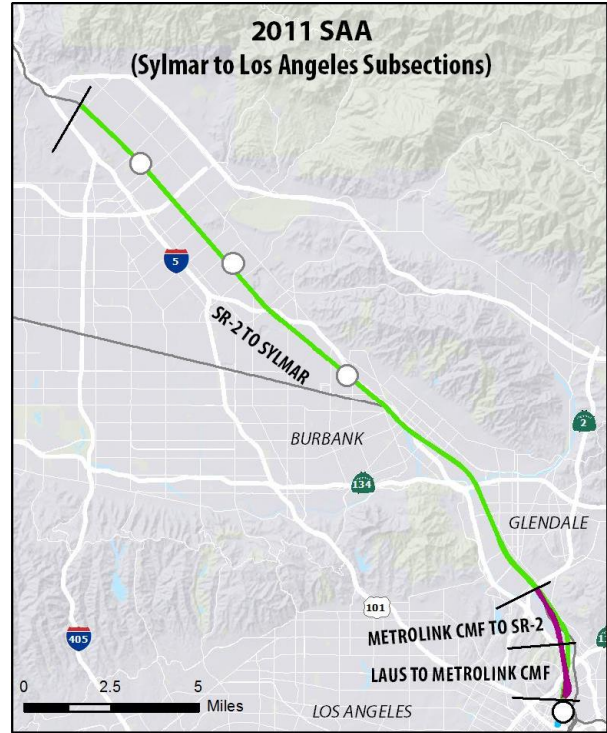 2011 SAA
(Sylmar to Los Angeles Subsections)
5
SR-2 TO SYLMAR
BURBANK
2
134
GLENDALE
101
METROLINK CMF TO SR-2
405
LAUS TO METROLINK CMF
0 2.5 5
Miles
LOS ANGELES